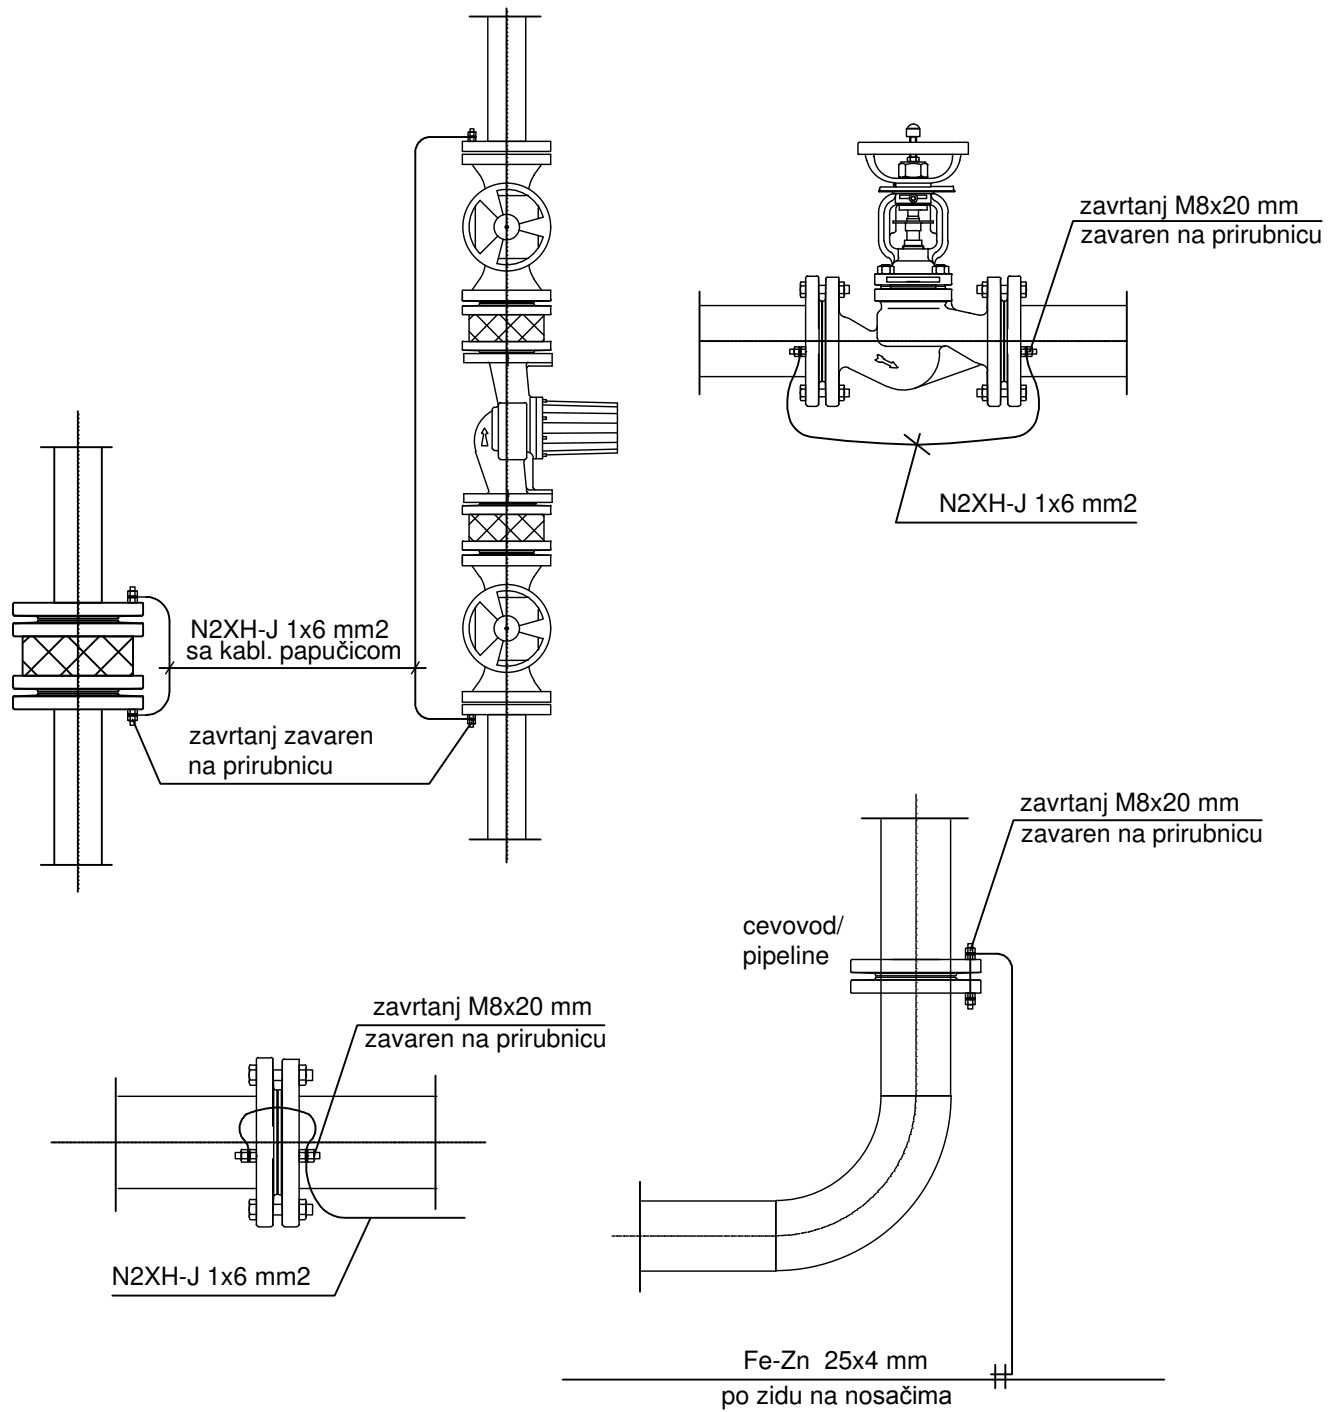 zavrtanj M8x20 mm
zavaren na prirubnicu
N2XH-J 1x6 mm2
N2XH-J 1x6 mm2
sa kabl. papučicom
zavrtanj zavaren
na prirubnicu
zavrtanj M8x20 mm
zavaren na prirubnicu
cevovod/
pipeline
zavrtanj M8x20 mm
zavaren na prirubnicu
N2XH-J 1x6 mm2
Fe-Zn 25x4 mm
po zidu na nosačima